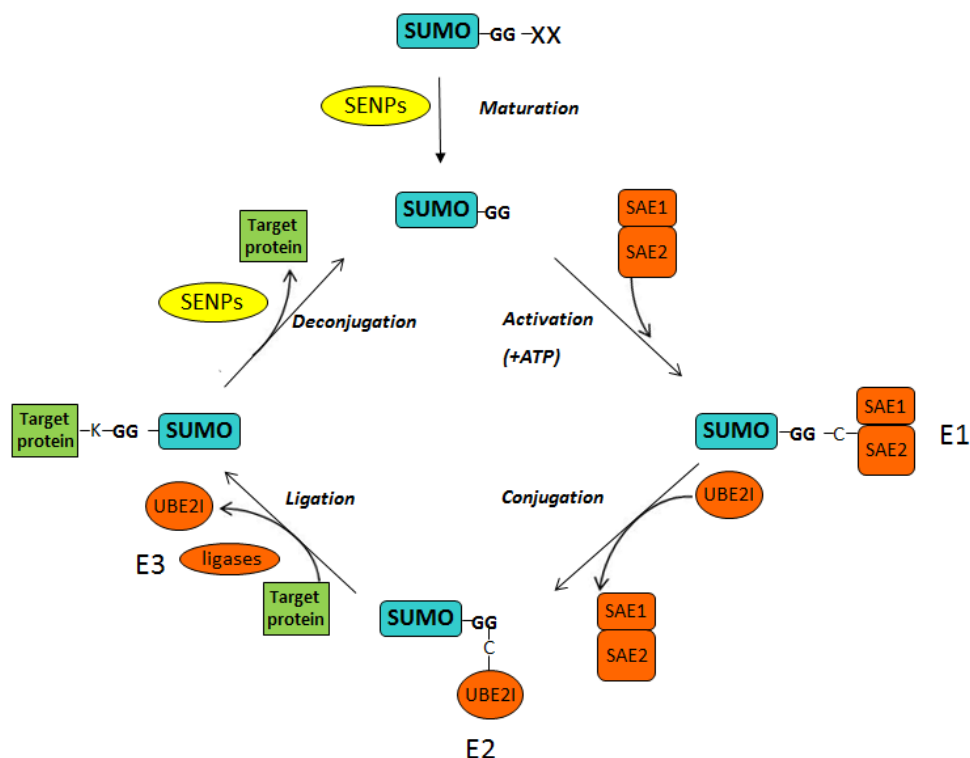 SUMO-GG-XX
SENPs
Maturation
SUMO-GG
SAE1
SAE2
Target
protein
SENPs
Deconjugation
Activation
(+ATP)
Target
protein
-K-GG-SUMO
SUMO-GG-C
SAE1
SAE2
E1
UBE2I
Ligation
Conjugation
UBE2I
E3
ligases
Target
protein
SUMO-GG
C
UBE2I
E2
SAE1
SAE2